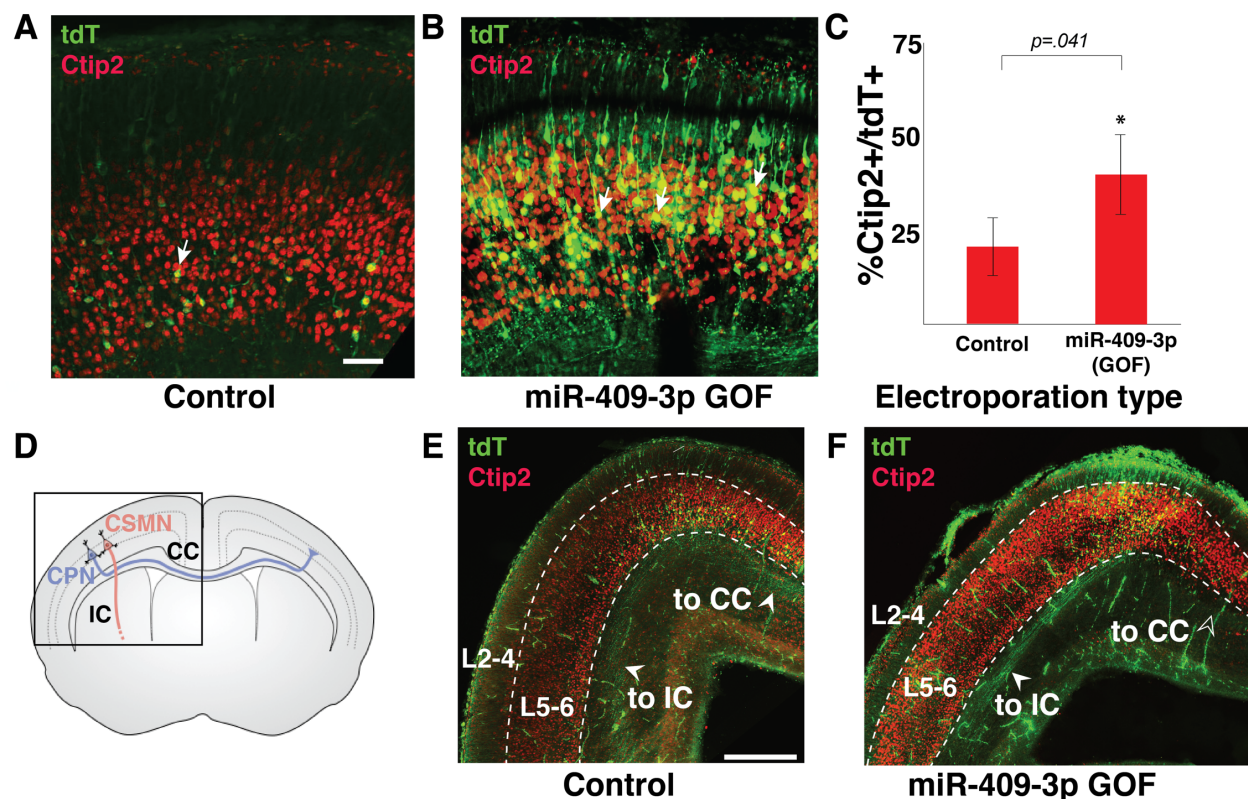 A
tdT
Ctip2
Control
B
tdT
Ctip2
miR-409-3p GOF
C
75
50
25
%Ctip2+/tdT+
p=.041
*
Control
miR-409-3p
(GOF)
Electroporation type
D
CSMN
CC
CPN
IC
E
tdT
Ctip2
to CC
L2-4
to IC
L5-6
Control
F
tdT
Ctip2
L2-4
to CC
L5-6
to IC
miR-409-3p GOF